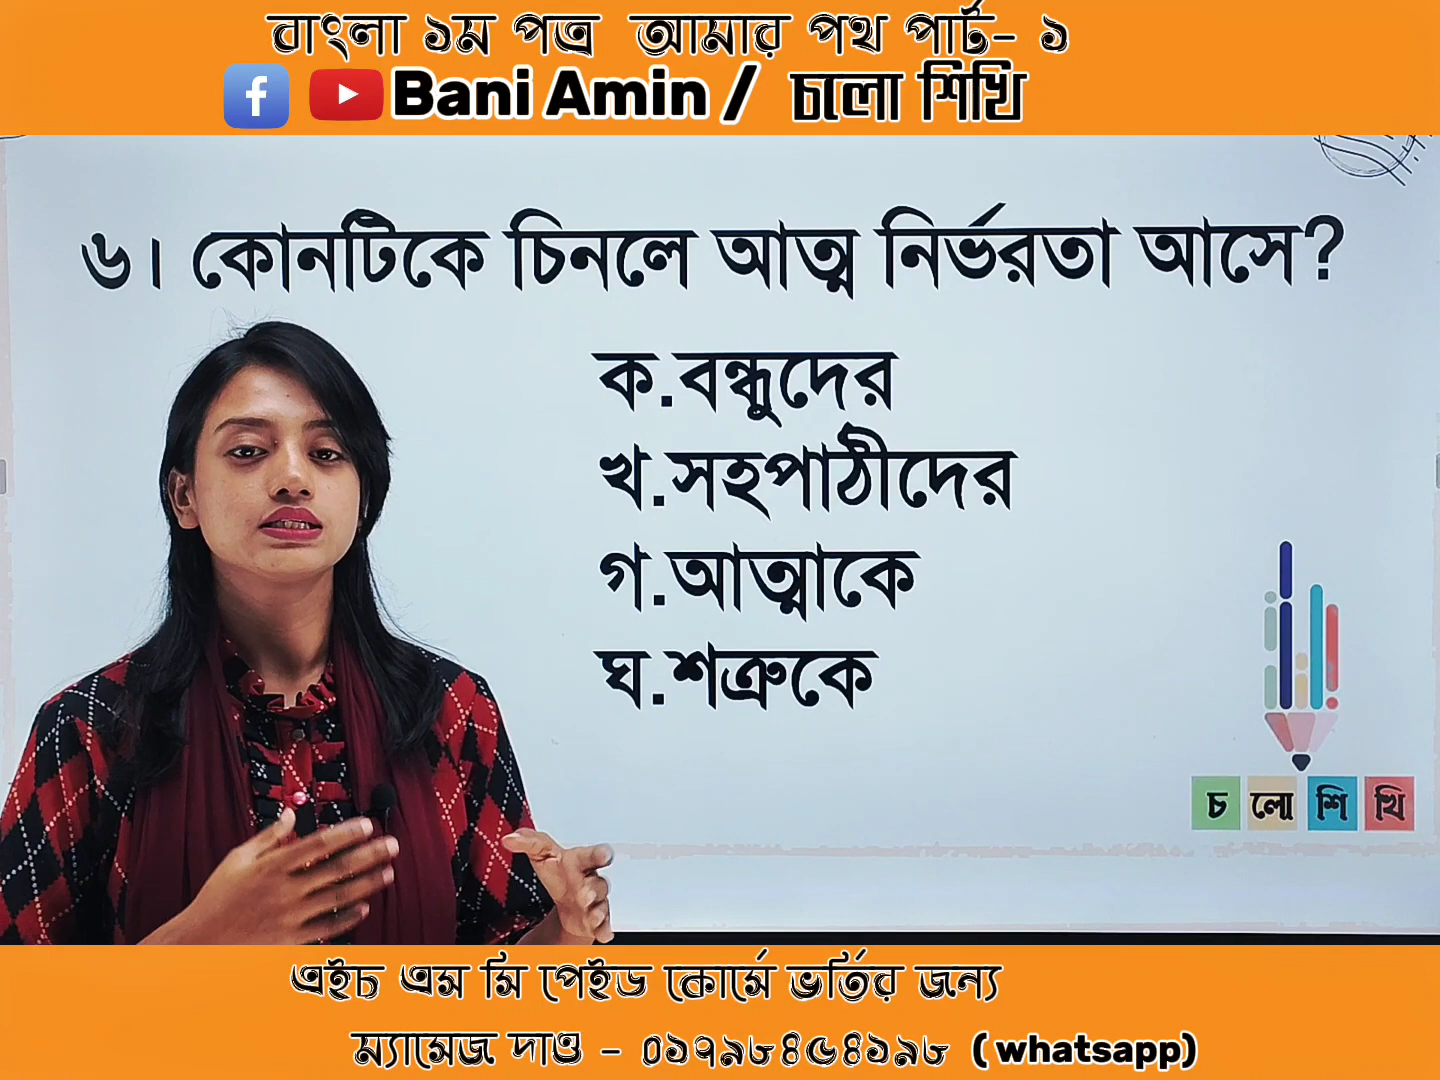 বাংলা ১ম পত্র আমার পথ পার্ট- ১
Bani Amin / চলো শিখি
৬। কোনটিকে চিনলে আত্ম নির্ভরতা আসে?
ক.বন্ধুদের
খ.সহপাঠীদের
গ.আত্মাকে
ঘ.শত্রুকে
চ লো শি খি
এইচ এস সি পেইড কোর্সে ভর্তির জন্য
ম্যাসেজ দাও - ০১৭৯৮৪৬৪১৯৮ ( whatsapp)